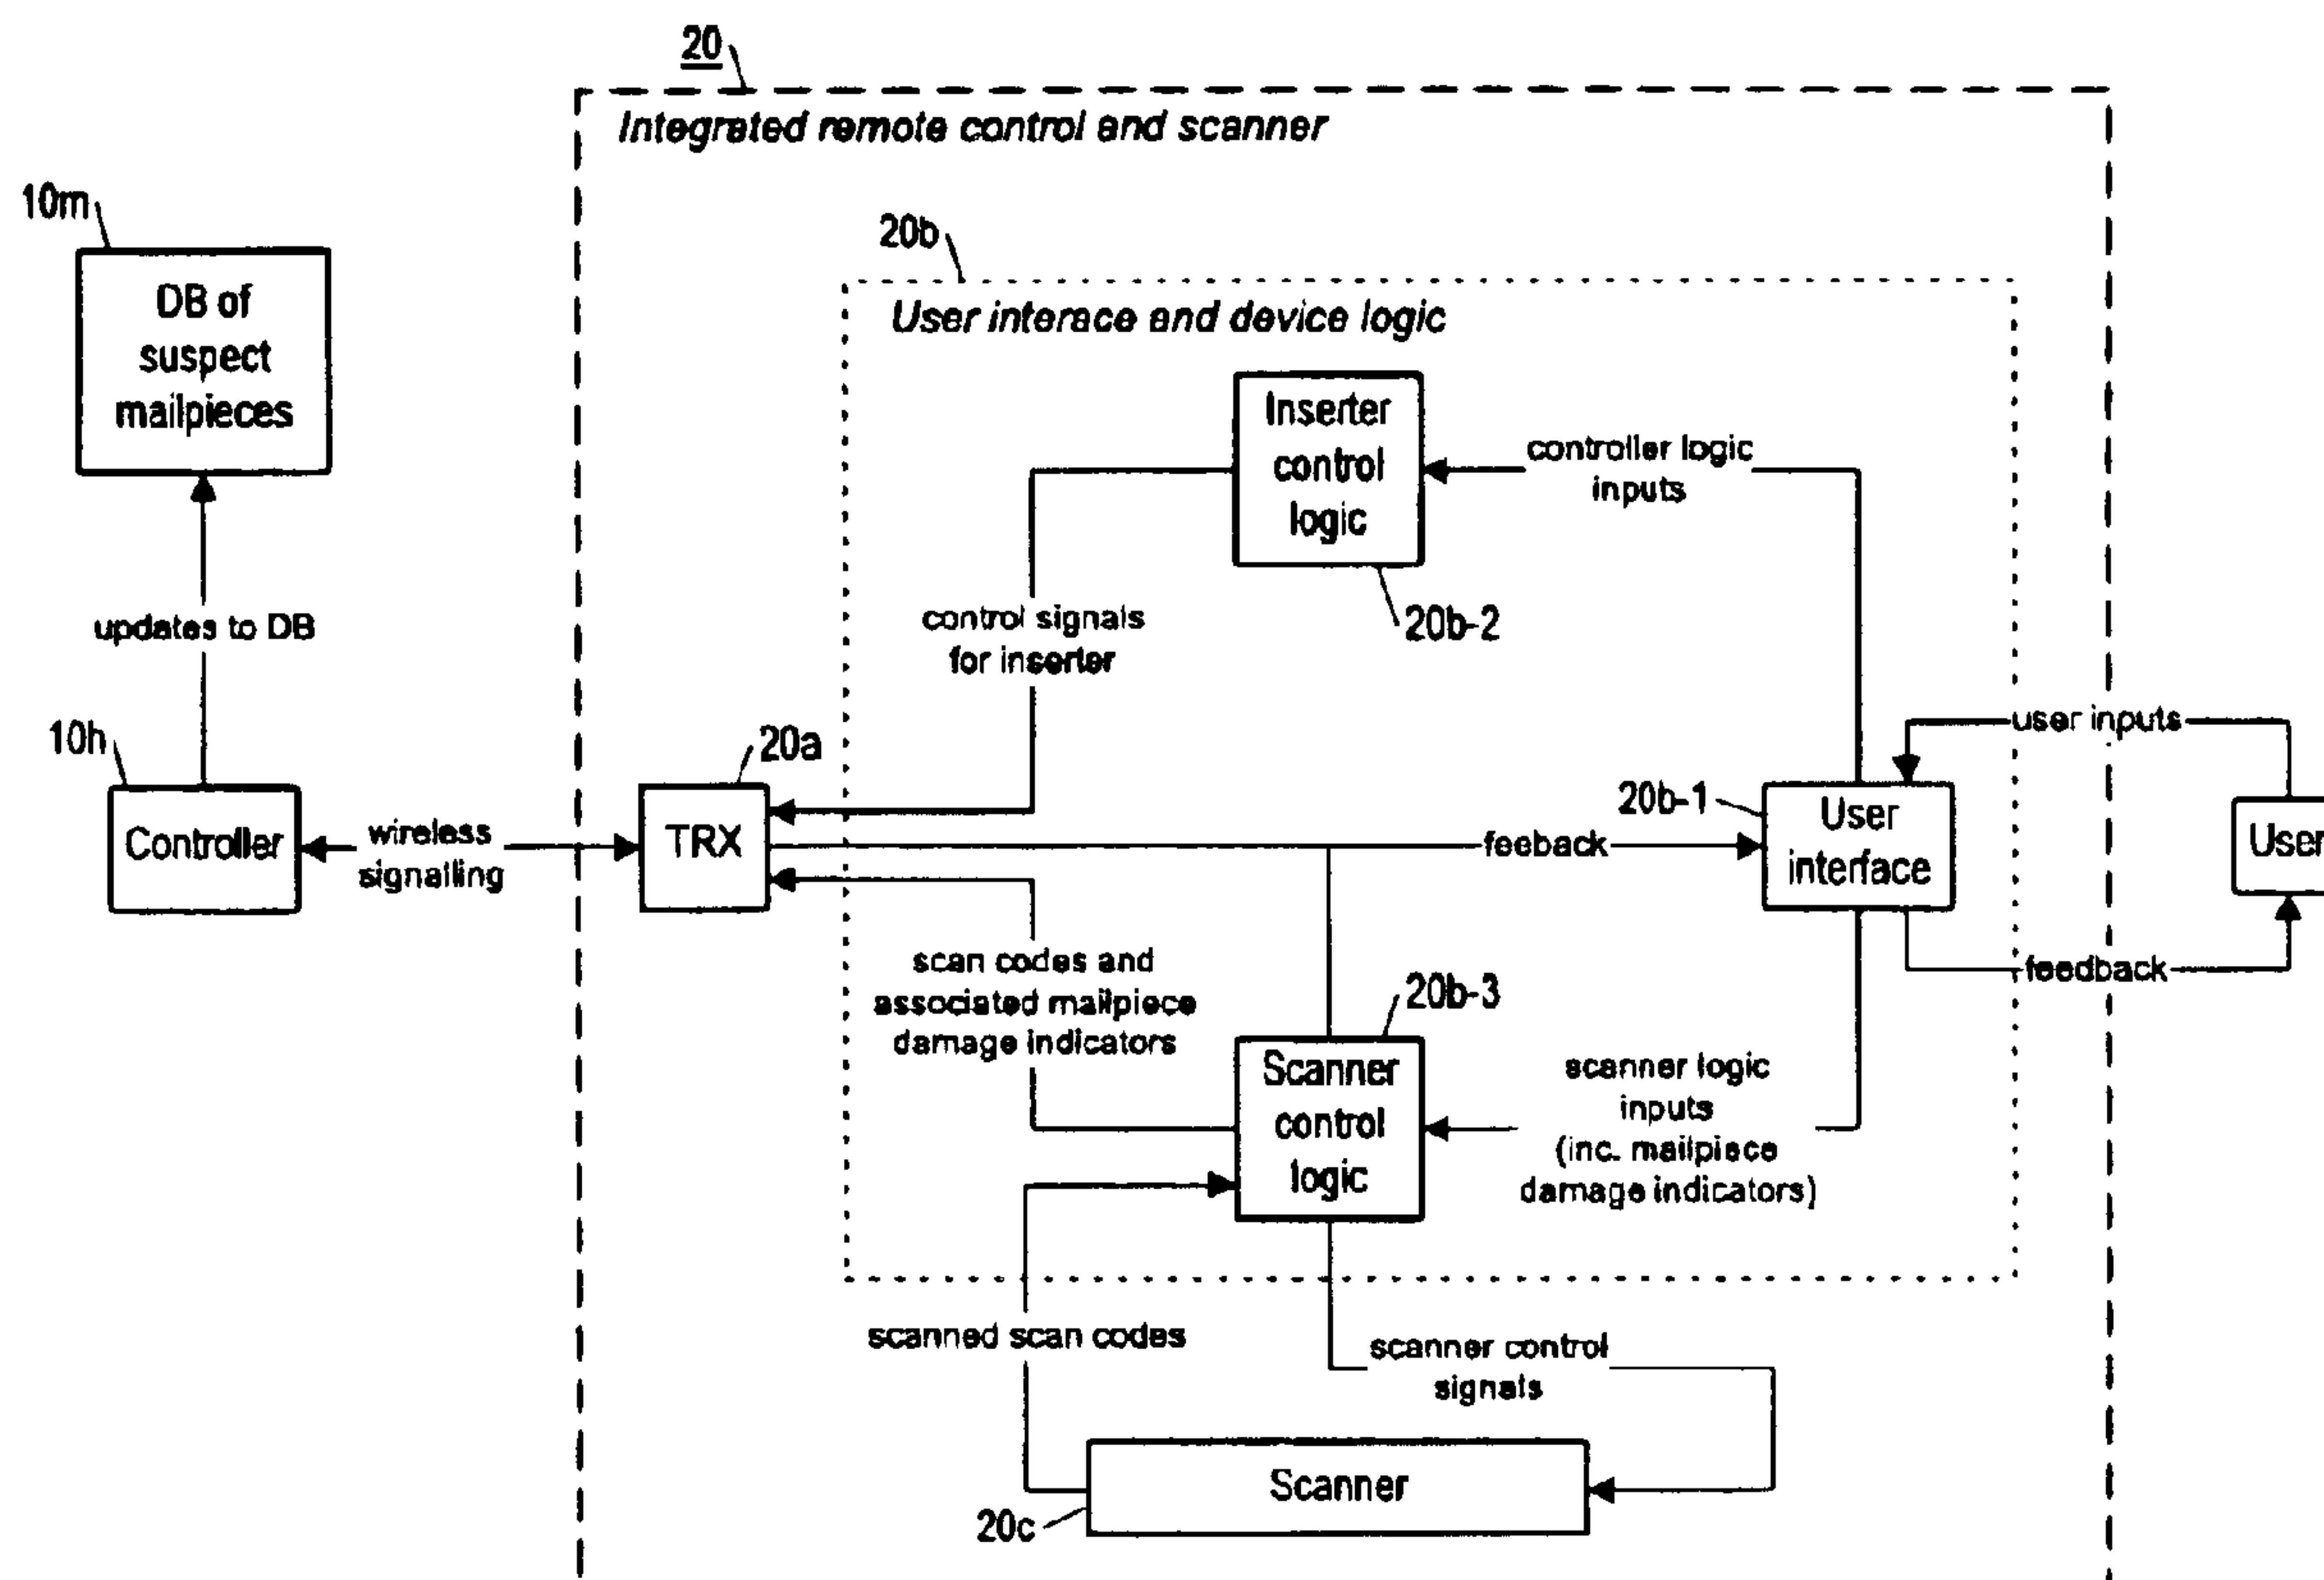 20
Integrated remote control and scanner
10m
DB of
suspect
mailpieces
20b
User interace and device logic
Inserter
control
logic
20b-2
controller logic
inputs
control signals
for inserter
updates to DB
10h
Controller
wireless
signalling
20a
TRX
feeback
20b-1
User
interface
user inputs
User
feedback
scan codes and
associated mailpiece
damage indicators
20b-3
Scanner
control
logic
scanner logic
inputs
(inc. mailpiece
damage indicators)
scanned scan codes
scanner control
signals
Scanner
20c